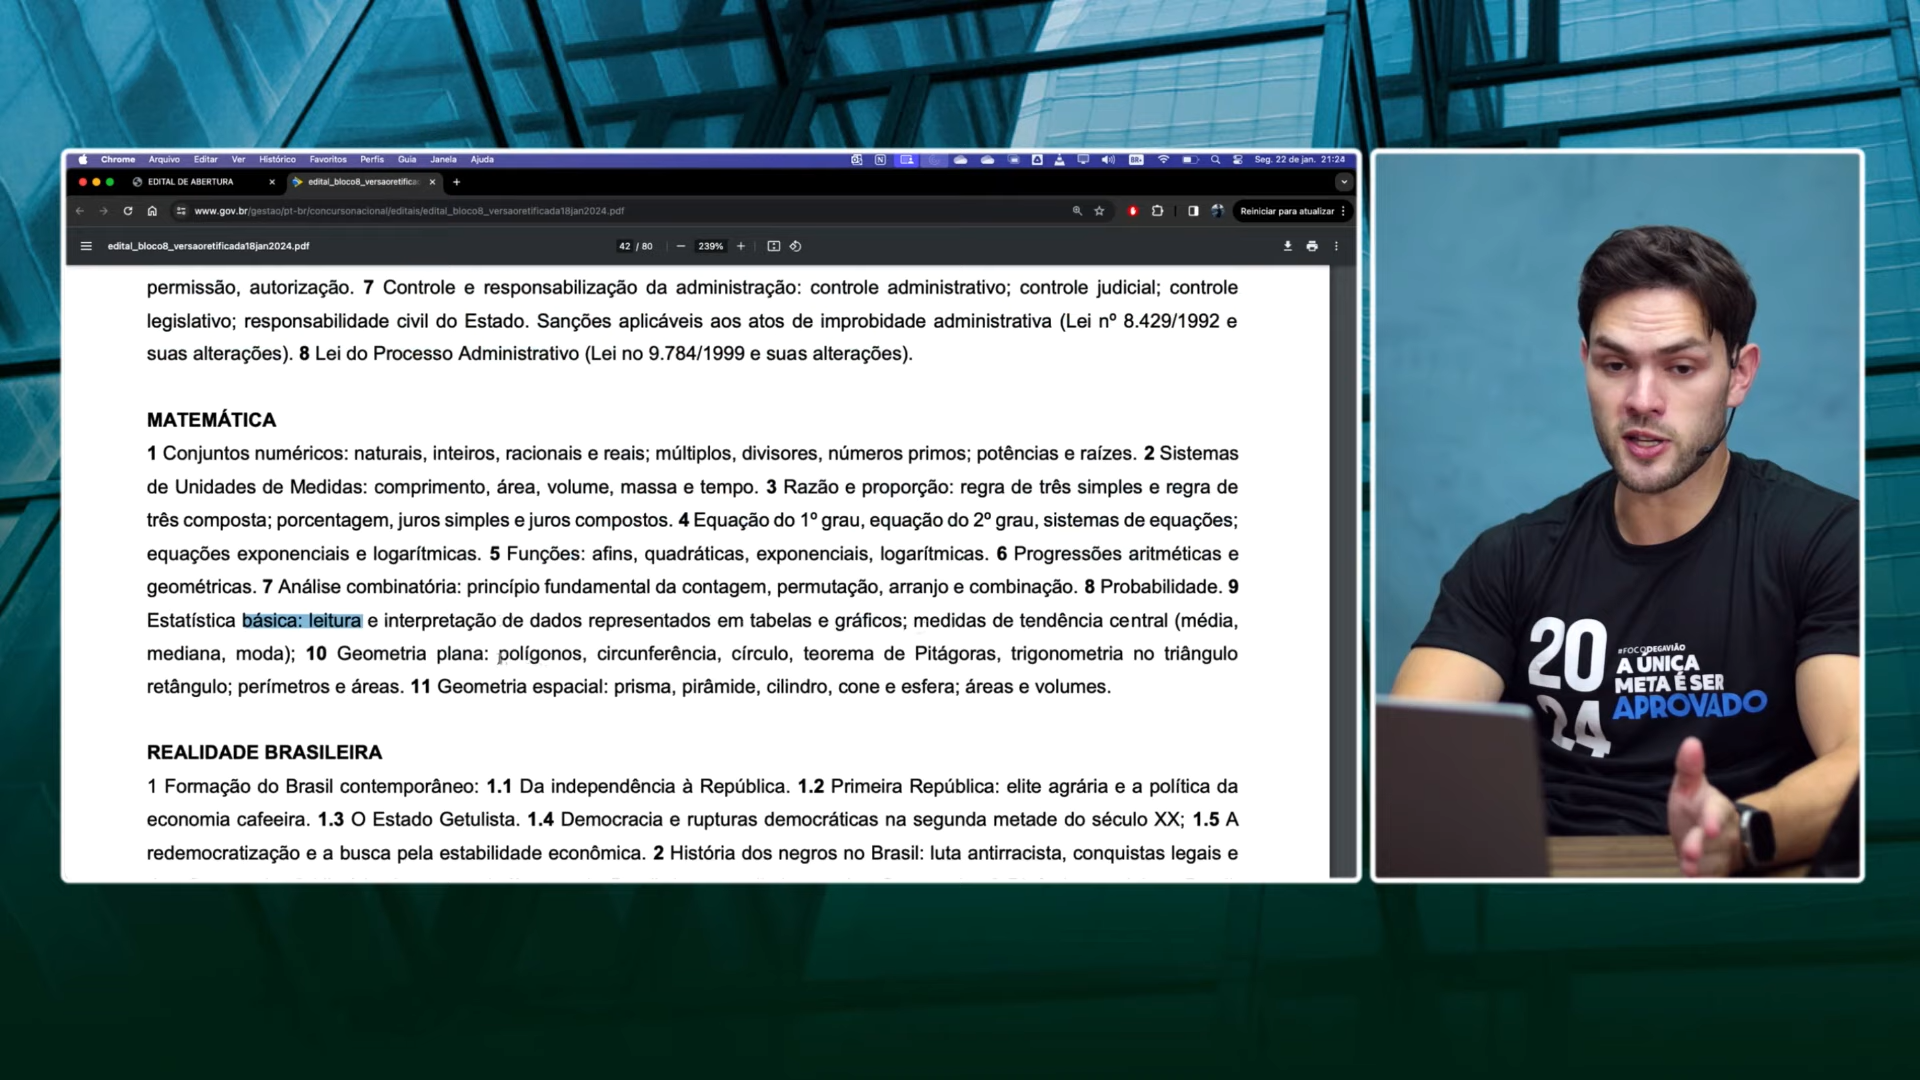 Chrome Arquivo Editar Ver Histórico Favoritos Perfis Guia Janela Ajuda
Seg. 22 de jan. 21:24
EDITAL DE ABERTURA
edital_bloco8_versaoretifica
www.gov.br/gestao/pt-br/concursonacional/editais/edital_bloco8_versaoretificada18jan2024.pdf
Reiniciar para atualizar
edital_bloco8_versaoretificada18jan2024.pdf
42 / 80
239%
permissão, autorização. 7 Controle e responsabilização da administração: controle administrativo; controle judicial; controle
legislativo; responsabilidade civil do Estado. Sanções aplicáveis aos atos de improbidade administrativa (Lei nº 8.429/1992 e
suas alterações). 8 Lei do Processo Administrativo (Lei no 9.784/1999 e suas alterações).
MATEMÁTICA
1 Conjuntos numéricos: naturais, inteiros, racionais e reais; múltiplos, divisores, números primos; potências e raízes. 2 Sistemas
de Unidades de Medidas: comprimento, área, volume, massa e tempo. 3 Razão e proporção: regra de três simples e regra de
três composta; porcentagem, juros simples e juros compostos. 4 Equação do 1º grau, equação do 2º grau, sistemas de equações;
equações exponenciais e logarítmicas. 5 Funções: afins, quadráticas, exponenciais, logarítmicas. 6 Progressões aritméticas e
geométricas. 7 Análise combinatória: princípio fundamental da contagem, permutação, arranjo e combinação. 8 Probabilidade. 9
Estatística básica: leitura e interpretação de dados representados em tabelas e gráficos; medidas de tendência central (média,
mediana, moda); 10 Geometria plana: polígonos, circunferência, círculo, teorema de Pitágoras, trigonometria no triângulo
retângulo; perímetros e áreas. 11 Geometria espacial: prisma, pirâmide, cilindro, cone e esfera; áreas e volumes.
REALIDADE BRASILEIRA
1 Formação do Brasil contemporâneo: 1.1 Da independência à República. 1.2 Primeira República: elite agrária e a política da
economia cafeeira. 1.3 O Estado Getulista. 1.4 Democracia e rupturas democráticas na segunda metade do século XX; 1.5 A
redemocratização e a busca pela estabilidade econômica. 2 História dos negros no Brasil: luta antirracista, conquistas legais e
20
24
#FOCODEGAVIÃO
A ÚNICA
META É SER
APROVADO